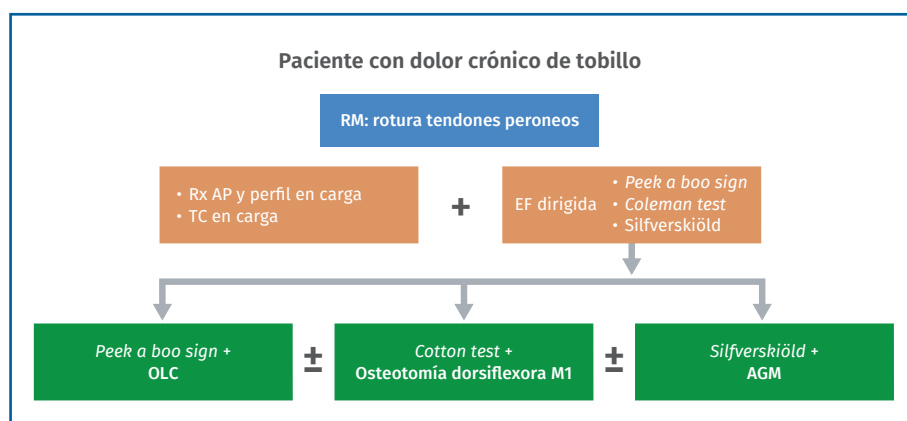 Paciente con dolor crónico de tobillo
RM: rotura tendones peroneos
• Rx AP y perfil en carga
• TC en carga
+
EF dirigida
• Peek a boo sign
• Coleman test
• Silfverskiöld
Peek a boo sign +
OLC
±
Cotton test +
Osteotomía dorsiflexora M1
±
Silfverskiöld +
AGM